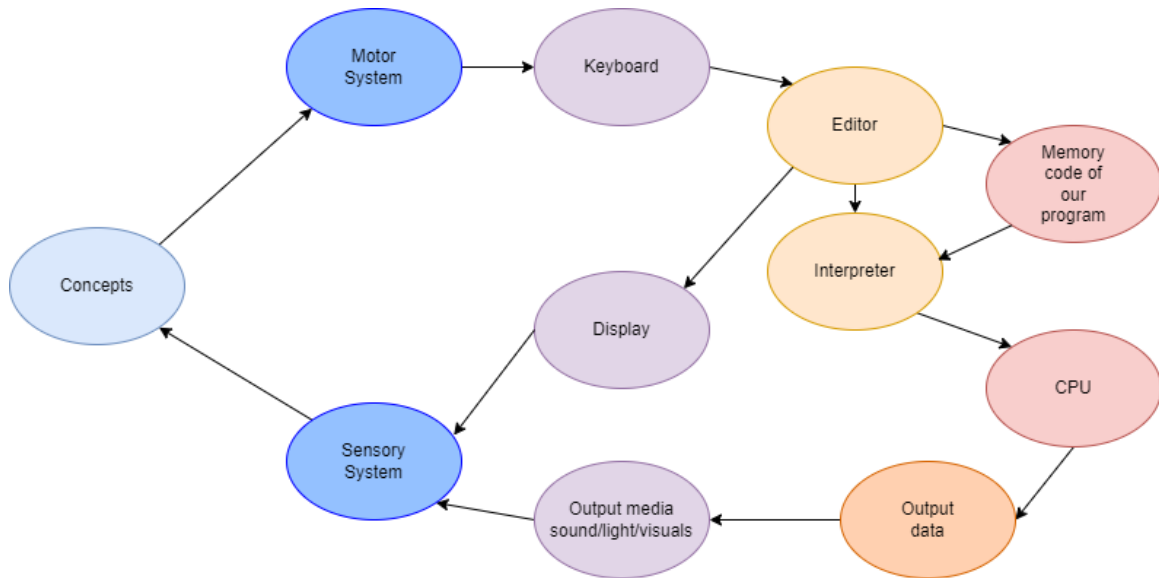 Motor
System
Keyboard
Editor
Memory
code of
our
program
Concepts
Interpreter
Display
CPU
Sensory
System
Output media
sound/light/visuals
Output
data